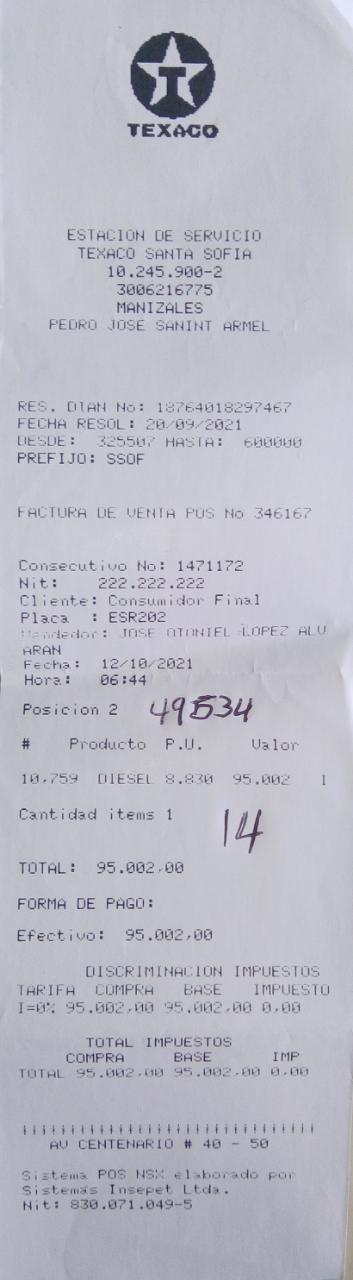 T
TEXACO
ESTACION DE SERVICIO
TEXACO SANTA SOFIA
10.245.900-2
3006216775
MANIZALES
PEDRO JOSE SANINT ARMEL
RES. DIAN No: 18764018297467
FECHA RESOL: 20/09/2021
DESDE: 325507 HASTA: 600000
PREFIJO: SSOF
FACTURA DE VENTA POS No 346167
Consecutivo No: 1471172
Nit: 222.222.222
Cliente: Consumidor Final
Placa : ESR202
Vendedor: JOSE OTONIEL LOPEZ ALV
ARAN
Fecha: 12/10/2021
Hora: 06:44
Posicion 2 49534
# Producto P.U. Valor
10,759 DIESEL 8.830 95.002 I
Cantidad items 1
14
TOTAL: 95.002,00
FORMA DE PAGO:
Efectivo: 95.002,00
DISCRIMINACION IMPUESTOS
TARIFA COMPRA BASE IMPUESTO
I=0% 95.002,00 95.002,00 0,00
TOTAL IMPUESTOS
COMPRA BASE IMP
TOTAL 95.002,00 95.002,00 0,00
AV CENTENARIO # 40 - 50
Sistema POS NSX elaborado por
Sistemas Insepet Ltda.
Nit: 830.071.049-5